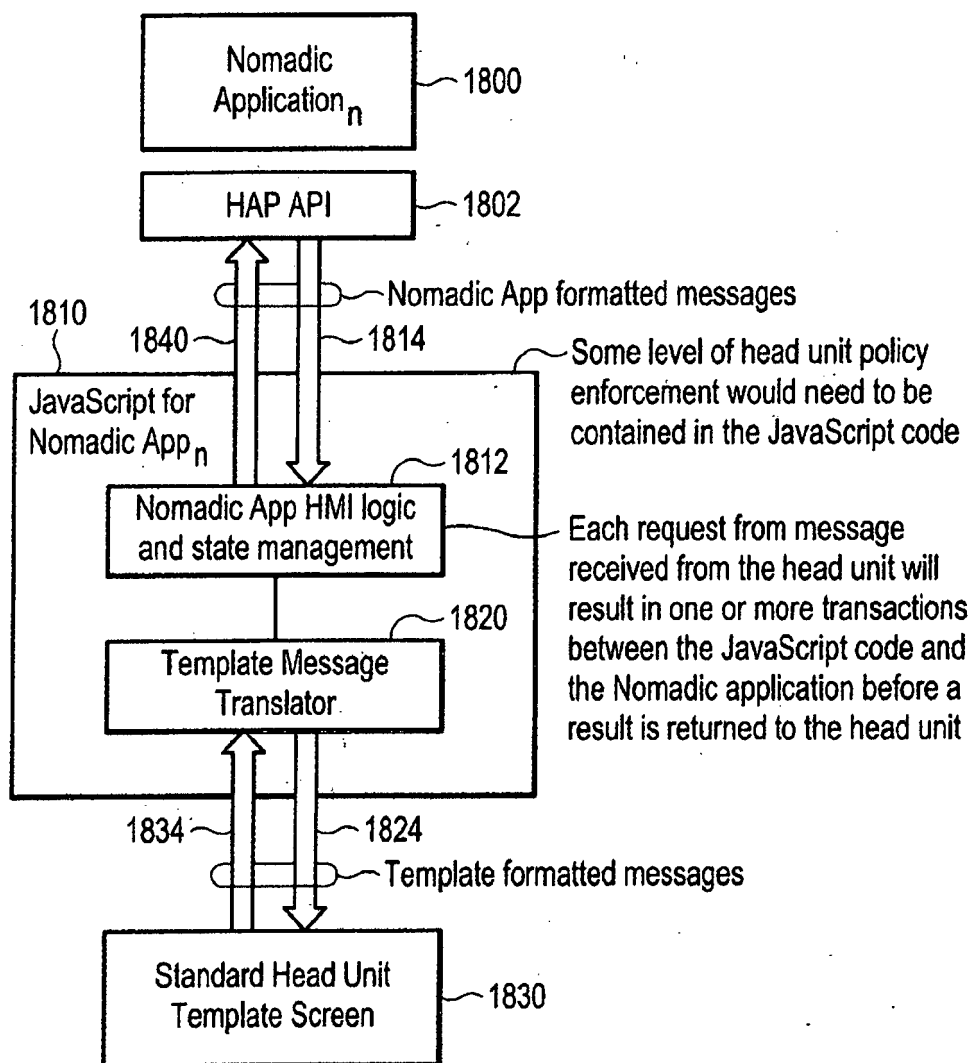 Nomadic
Application n
1800
HAP API
1802
Nomadic App formatted messages
1810
1840
1814
Some level of head unit policy
enforcement would need to be
contained in the JavaScript code
JavaScript for
Nomadic App n
1812
Nomadic App HMI logic
and state management
Each request from message
received from the head unit will
result in one or more transactions
between the JavaScript code and
the Nomadic application before a
result is returned to the head unit
1820
Template Message
Translator
1834
1824
Template formatted messages
Standard Head Unit
Template Screen
1830